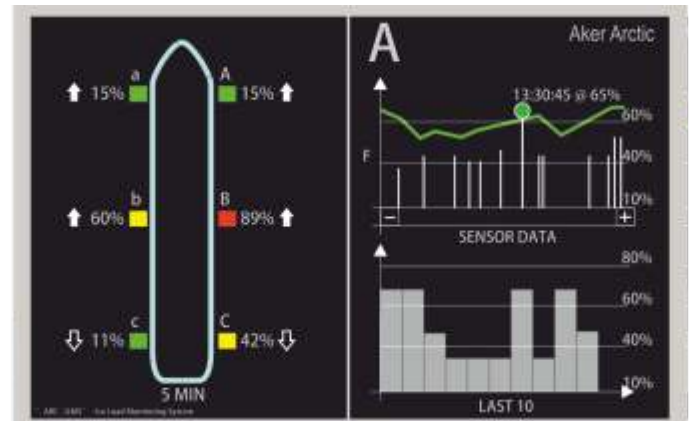 a
A
15%
15%
b
B
60%
89%
c
C
11%
42%
5 MIN
Ice Load Monitoring System
A
Aker Arctic
13:30:45 @ 65%
60%
F
40%
10%
−
+
SENSOR DATA
80%
60%
40%
10%
LAST 10